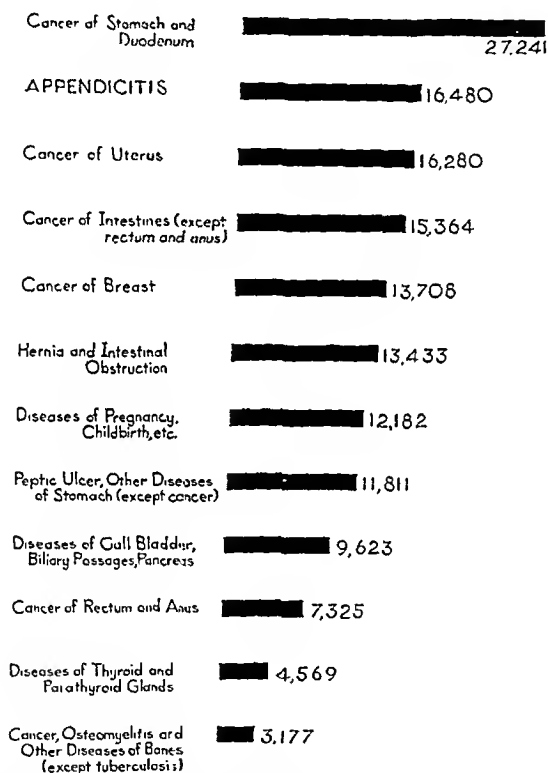 Cancer of Stomach and
Duodenum
27,241
APPENDICITIS 16,480
Cancer of Uterus 16,280
Cancer of Intestines (except
rectum and anus) 15,364
Cancer of Breast 13,708
Hernia and Intestinal
Obstruction 13,433
Diseases of Pregnancy,
Childbirth, etc. 12,182
Peptic Ulcer, Other Diseases
of Stomach (except cancer) 11,811
Diseases of Gall Bladder,
Biliary Passages, Pancreas 9,623
Cancer of Rectum and Anus 7,325
Diseases of Thyroid and
Parathyroid Glands 4,569
Cancer, Osteomyelitis and
Other Diseases of Bones
(except tuberculosis) 3,177